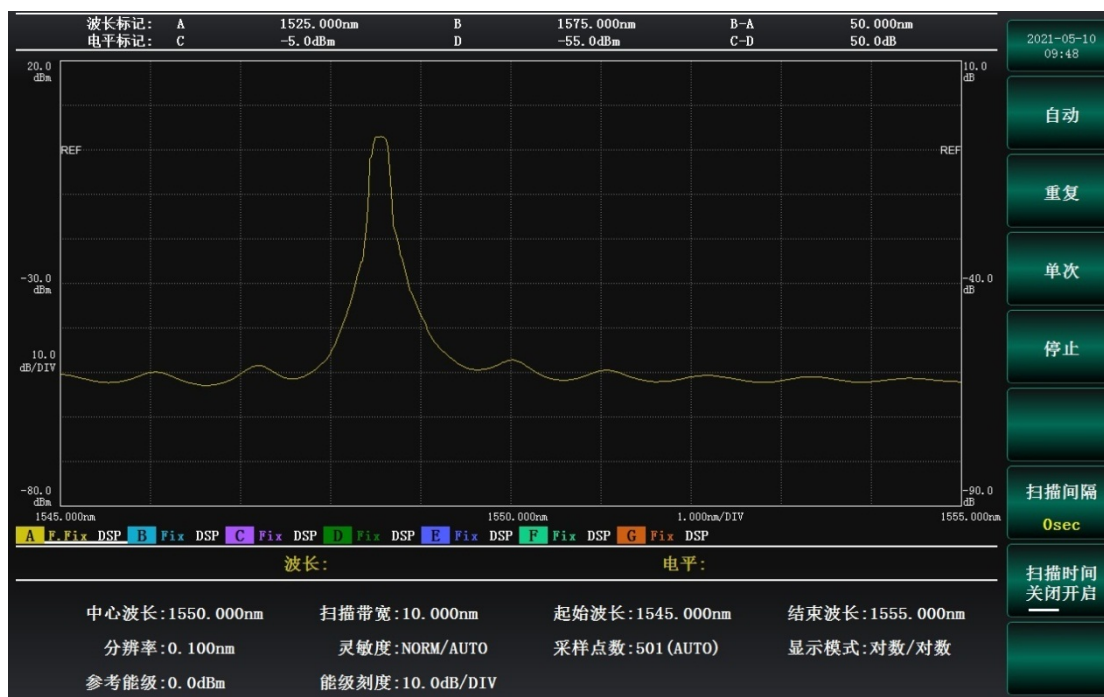 波长标记: A 1525.000nm B 1575.000nm B-A 50.000nm
电平标记: C -5.0dBm D -55.0dBm C-D 50.0dB
2021-05-10
09:48
20.0
dBm
10.0
dB
自动
REF
REF
重复
单次
-30.0
dBm
-40.0
dB
停止
10.0
dB/DIV
-80.0
dBm
-90.0
dB
扫描间隔
0sec
1545.000nm 1550.000nm 1.000nm/DIV 1555.000nm
A F.Fix DSP B Fix DSP C Fix DSP D Fix DSP E Fix DSP F Fix DSP G Fix DSP
波长: 电平:
扫描时间
关闭开启
中心波长:1550.000nm 扫描带宽:10.000nm 起始波长:1545.000nm 结束波长:1555.000nm
分辨率:0.100nm 灵敏度:NORM/AUTO 采样点数:501(AUTO) 显示模式:对数/对数
参考能级:0.0dBm 能级刻度:10.0dB/DIV